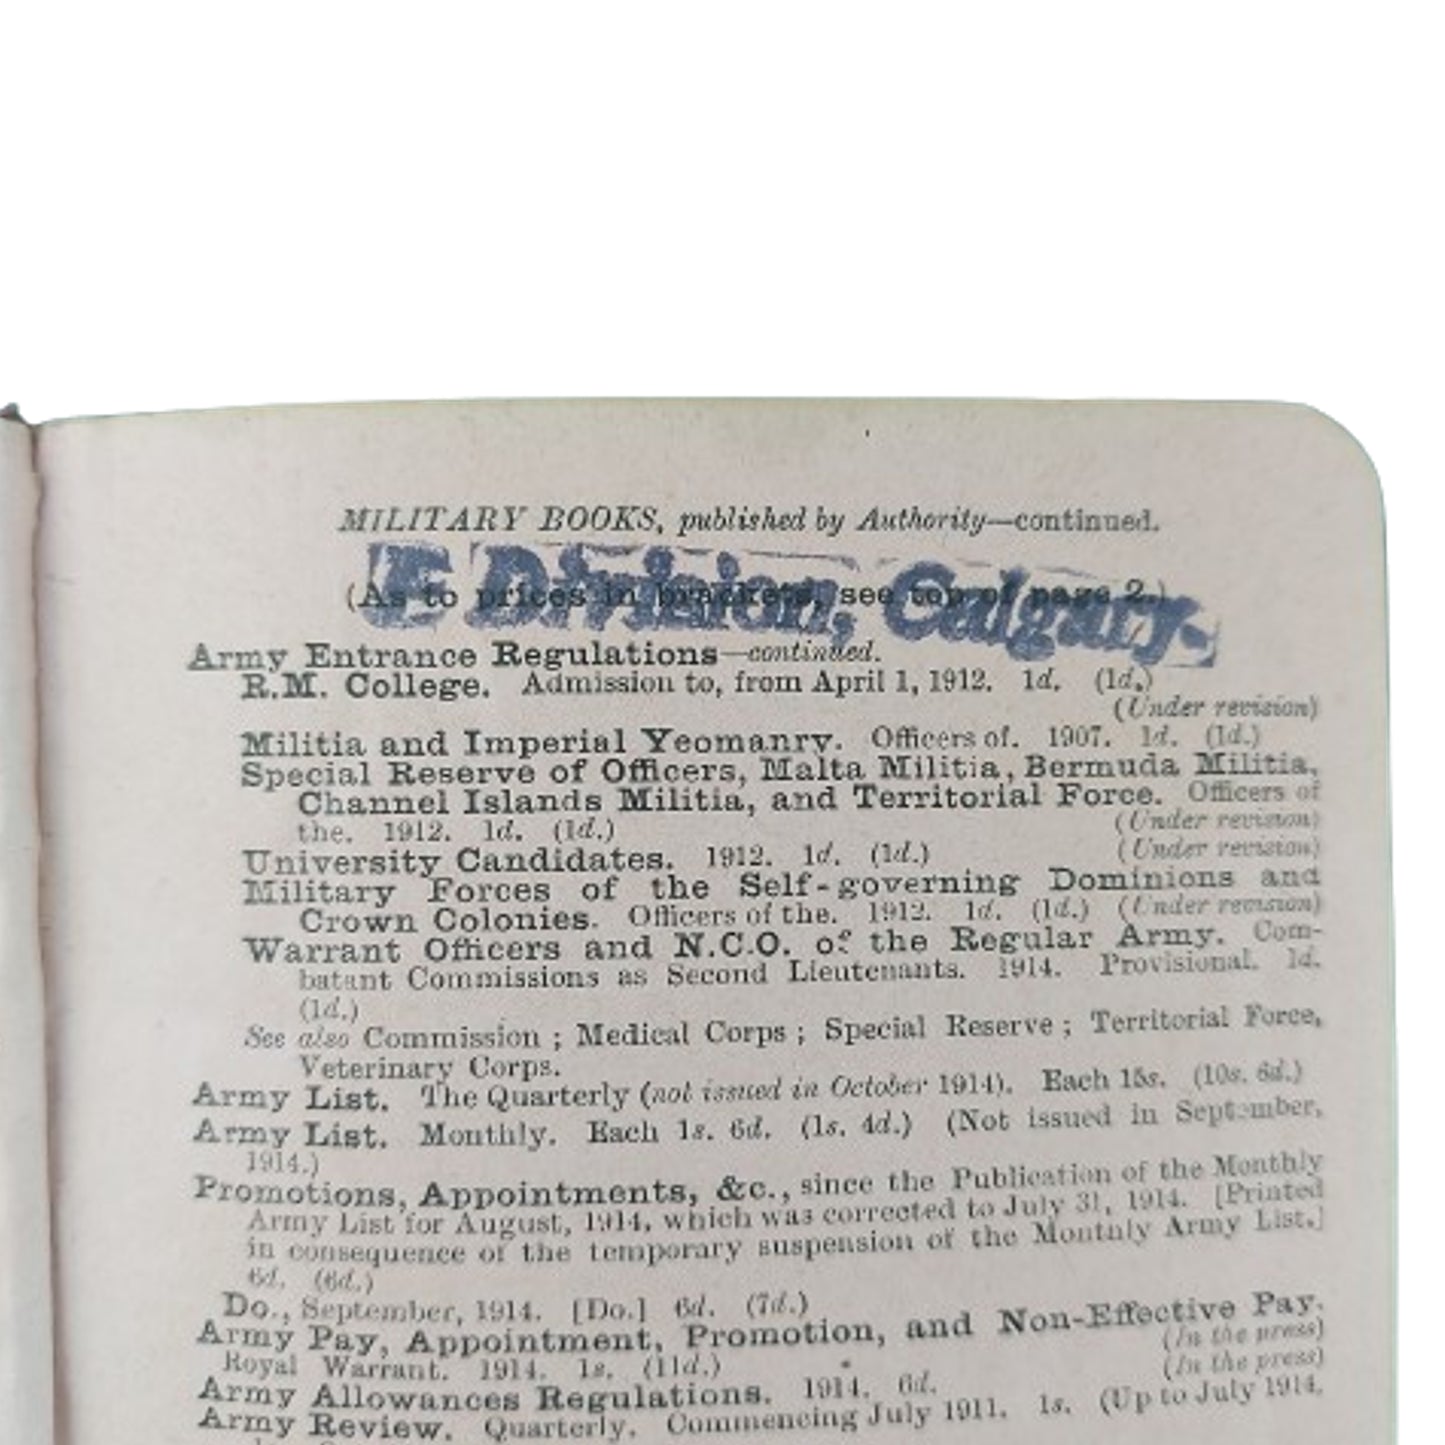 MILITARY BOOKS, published by Authority—continued.
E Division, Calgary.
(As to prices in brackets, see top of page 2.)
Army Entrance Regulations—continued.
R.M. College. Admission to, from April 1, 1912. 1d. (1d.)
(Under revision)
Militia and Imperial Yeomanry. Officers of. 1907. 1d. (1d.)
Special Reserve of Officers, Malta Militia, Bermuda Militia,
Channel Islands Militia, and Territorial Force. Officers of
the. 1912. 1d. (1d.) (Under revision)
University Candidates. 1912. 1d. (1d.) (Under revision)
Military Forces of the Self-governing Dominions and
Crown Colonies. Officers of the. 1912. 1d. (1d.) (Under revision)
Warrant Officers and N.C.O. of the Regular Army. Com-
batant Commissions as Second Lieutenants. 1914. Provisional. 1d.
(1d.)
See also Commission ; Medical Corps ; Special Reserve ; Territorial Force,
Veterinary Corps.
Army List. The Quarterly (not issued in October 1914). Each 15s. (10s. 6d.)
Army List. Monthly. Each 1s. 6d. (1s. 4d.) (Not issued in September,
1914.)
Promotions, Appointments, &c., since the Publication of the Monthly
Army List for August, 1914, which was corrected to July 31, 1914. [Printed
in consequence of the temporary suspension of the Monthly Army List.]
6d. (6d.)
Do., September, 1914. [Do.] 6d. (7d.)
Army Pay, Appointment, Promotion, and Non-Effective Pay.
Royal Warrant. 1914. 1s. (11d.) (In the press)
Army Allowances Regulations. 1914. 6d. (In the press)
Army Review. Quarterly. Commencing July 1911. 1s. (Up to July 1914,